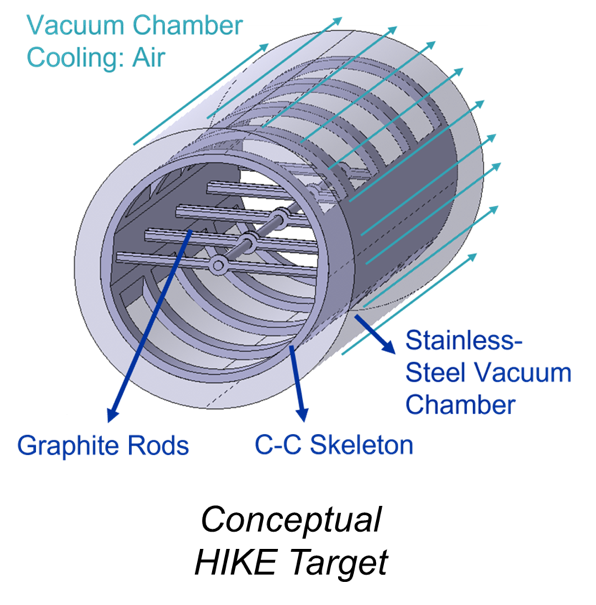 Vacuum Chamber
Cooling: Air
Stainless-
Steel Vacuum
Chamber
Graphite Rods
C-C Skeleton
Conceptual
HIKE Target